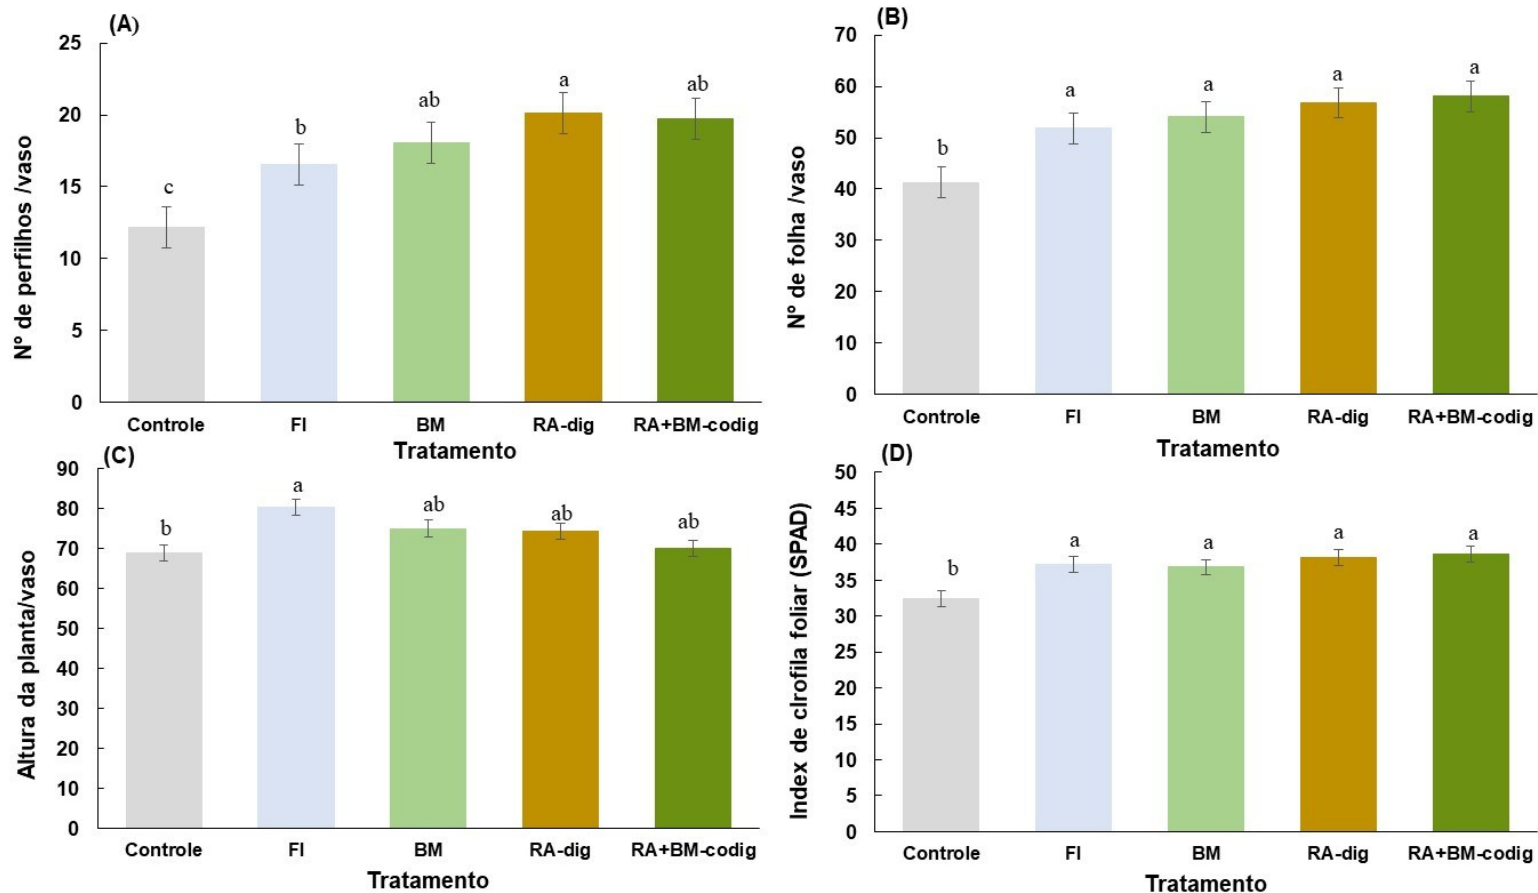 (A)
25
20
15
10
5
0
Nº de perfilhos /vaso
c
b
ab
a
ab
Controle FI BM RA-dig RA+BM-codig
Tratamento
(B)
70
60
50
40
30
20
10
0
Nº de folha /vaso
b
a
a
a
a
Controle FI BM RA-dig RA+BM-codig
Tratamento
(C)
90
80
70
60
50
40
30
20
10
0
Altura da planta/vaso
b
a
ab
ab
ab
Controle FI BM RA-dig RA+BM-codig
Tratamento
(D)
50
45
40
35
30
25
20
15
10
5
0
Index de clrofila foliar (SPAD)
b
a
a
a
a
Controle FI BM RA-dig RA+BM-codig
Tratamento